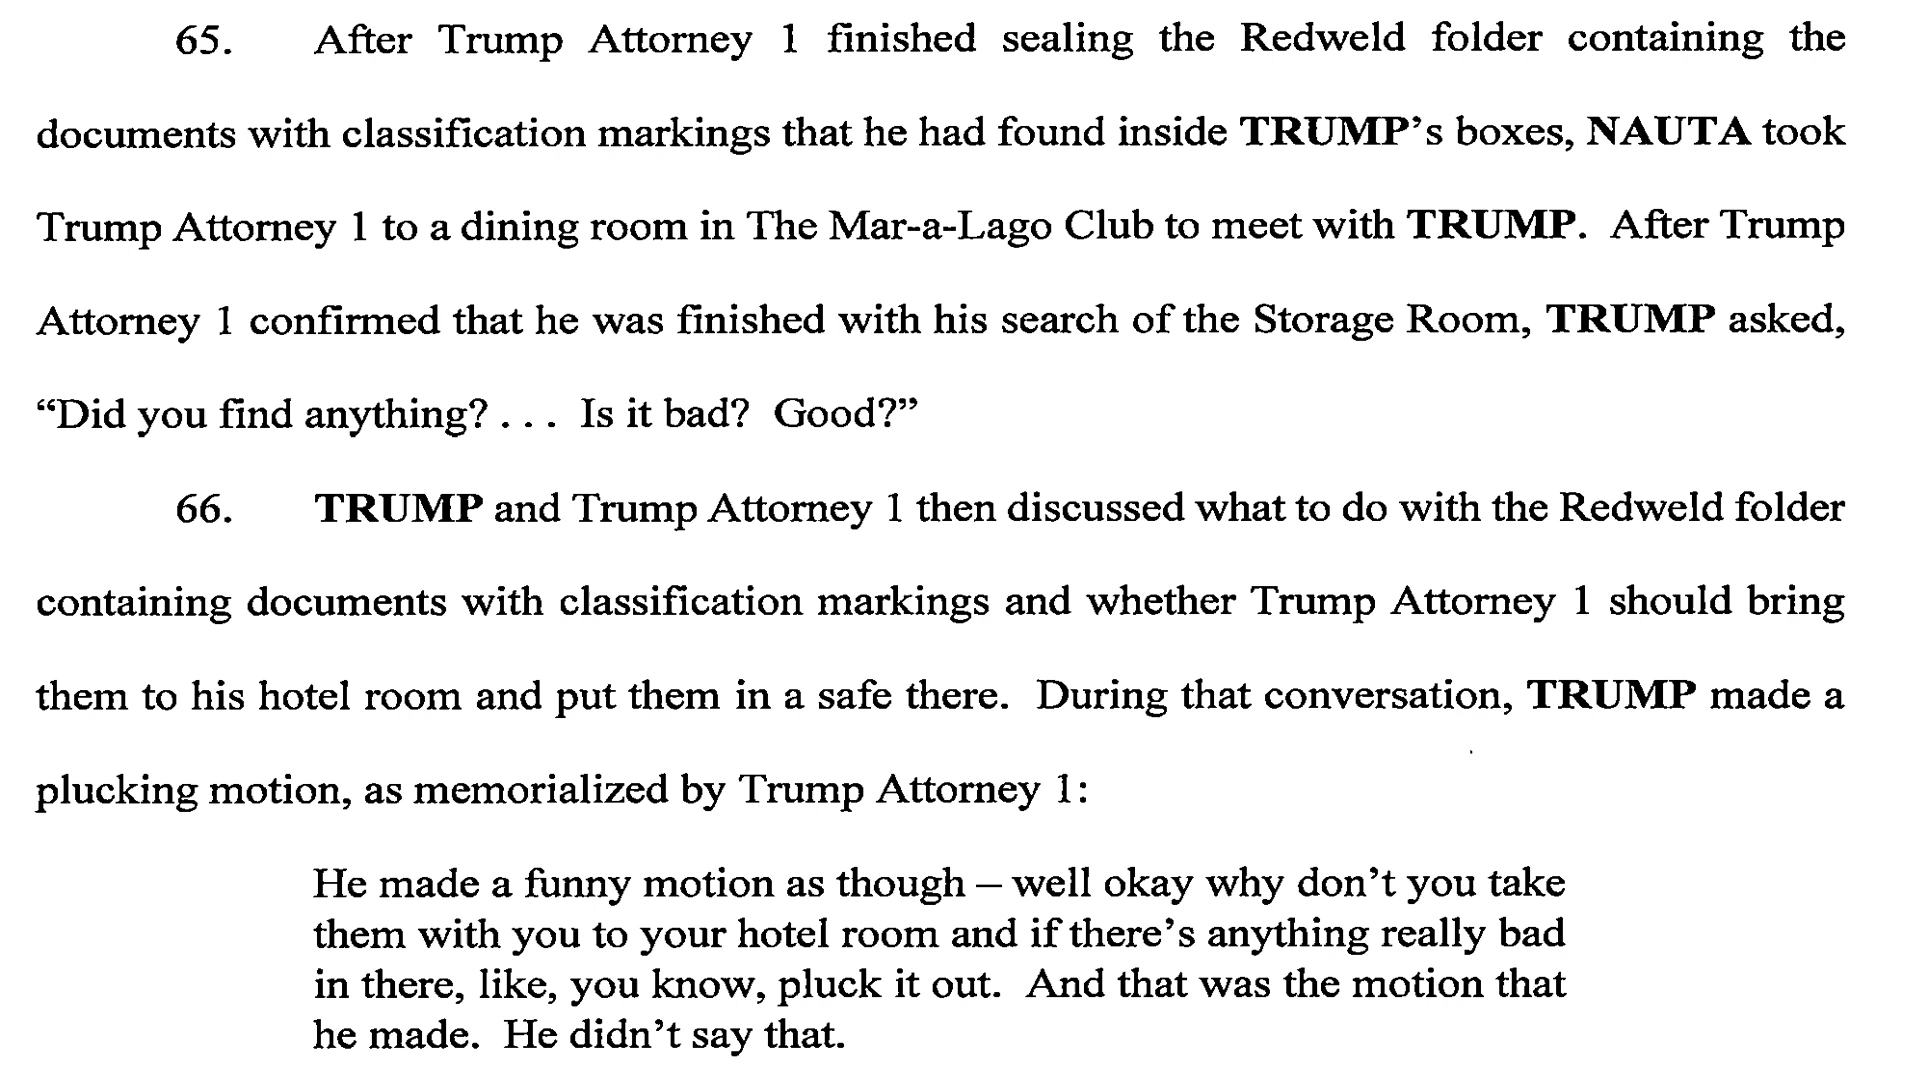 65. After Trump Attorney 1 finished sealing the Redweld folder containing the
documents with classification markings that he had found inside TRUMP’s boxes, NAUTA took
Trump Attorney 1 to a dining room in The Mar-a-Lago Club to meet with TRUMP. After Trump
Attorney 1 confirmed that he was finished with his search of the Storage Room, TRUMP asked,
“Did you find anything? . . . Is it bad? Good?”
66. TRUMP and Trump Attorney 1 then discussed what to do with the Redweld folder
containing documents with classification markings and whether Trump Attorney 1 should bring
them to his hotel room and put them in a safe there. During that conversation, TRUMP made a
plucking motion, as memorialized by Trump Attorney 1:
He made a funny motion as though – well okay why don’t you take
them with you to your hotel room and if there’s anything really bad
in there, like, you know, pluck it out. And that was the motion that
he made. He didn’t say that.